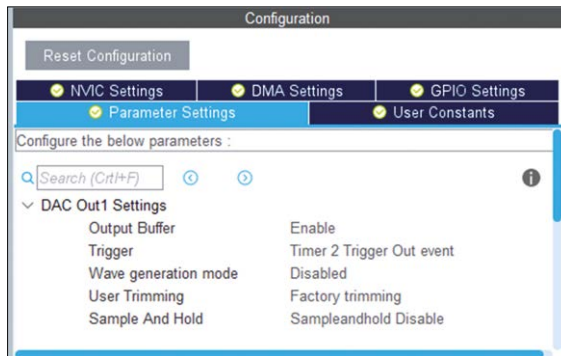 Configuration
Reset Configuration
NVIC Settings DMA Settings GPIO Settings
Parameter Settings User Constants
Configure the below parameters :
Search (Crtl+F)
DAC Out1 Settings
Output Buffer Enable
Trigger Timer 2 Trigger Out event
Wave generation mode Disabled
User Trimming Factory trimming
Sample And Hold Sampleandhold Disable